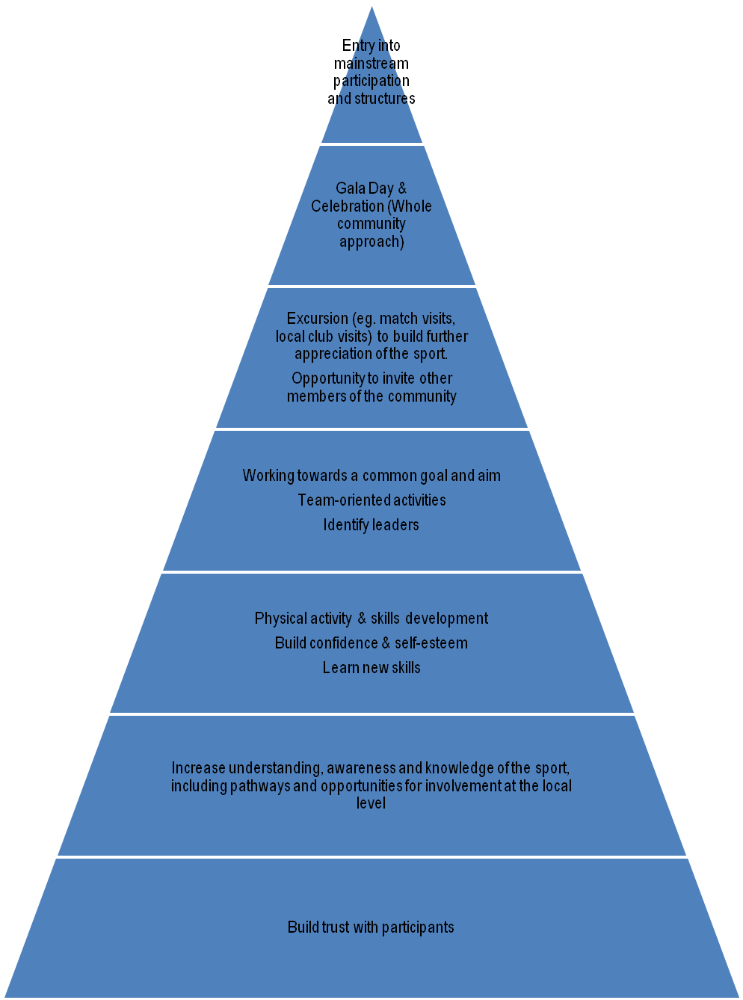 Entry into
mainstream
participation
and structures
Gala Day &
Celebration (Whole
community
approach)
Excursion (eg. match visits,
local club visits) to build further
appreciation of the sport.
Opportunity to invite other
members of the community
Working towards a common goal and aim
Team-oriented activities
Identify leaders
Physical activity & skills development
Build confidence & self-esteem
Learn new skills
Increase understanding, awareness and knowledge of the sport,
including pathways and opportunities for involvement at the local
level
Build trust with participants